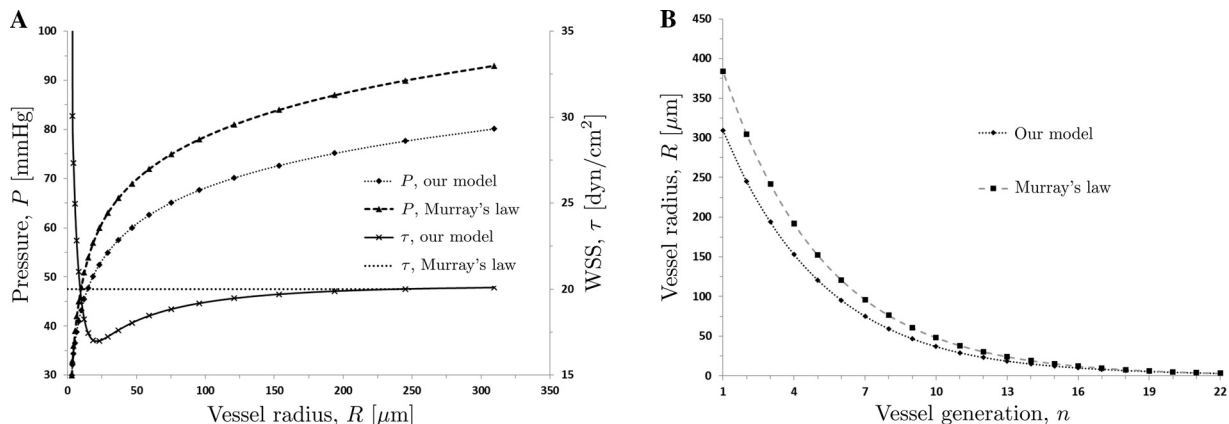 A
100
90
80
70
60
50
40
30
Pressure, P [mmHg]
0 50 100 150 200 250 300 350
Vessel radius, R [μm]
35
30
25
20
15
WSS, τ [dyn/cm²]
P, our model
P, Murray's law
τ, our model
τ, Murray's law
B
450
400
350
300
250
200
150
100
50
0
Vessel radius, R [μm]
1 4 7 10 13 16 19 22
Vessel generation, n
Our model
Murray's law